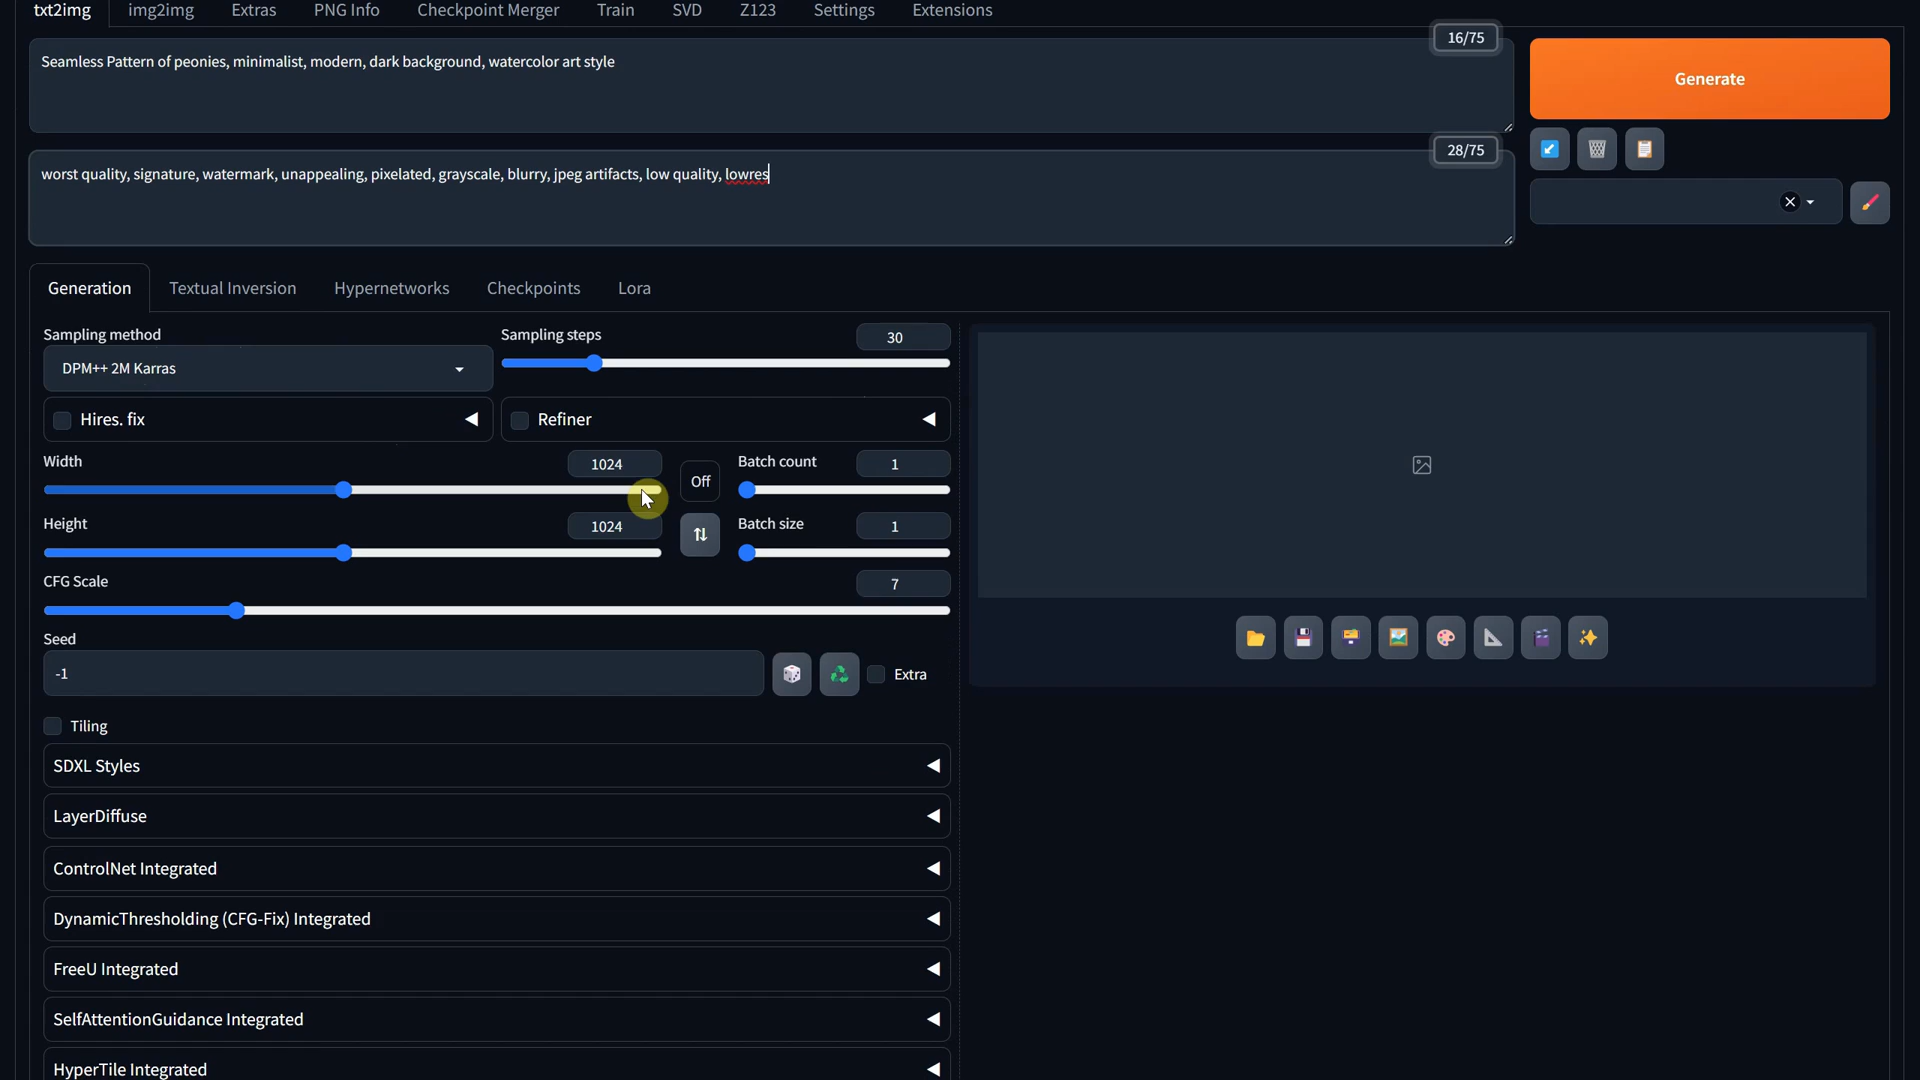 txt2img img2img Extras PNG Info Checkpoint Merger Train SVD Z123 Settings Extensions
16/75
Seamless Pattern of peonies, minimalist, modern, dark background, watercolor art style
Generate
28/75
worst quality, signature, watermark, unappealing, pixelated, grayscale, blurry, jpeg artifacts, low quality, lowres
Generation Textual Inversion Hypernetworks Checkpoints Lora
Sampling method
DPM++ 2M Karras
Sampling steps
30
Hires. fix
Refiner
Width
1024
Off
Batch count
1
Height
1024
Batch size
1
CFG Scale
7
Seed
-1
Extra
Tiling
SDXL Styles
LayerDiffuse
ControlNet Integrated
DynamicThresholding (CFG-Fix) Integrated
FreeU Integrated
SelfAttentionGuidance Integrated
HyperTile Integrated